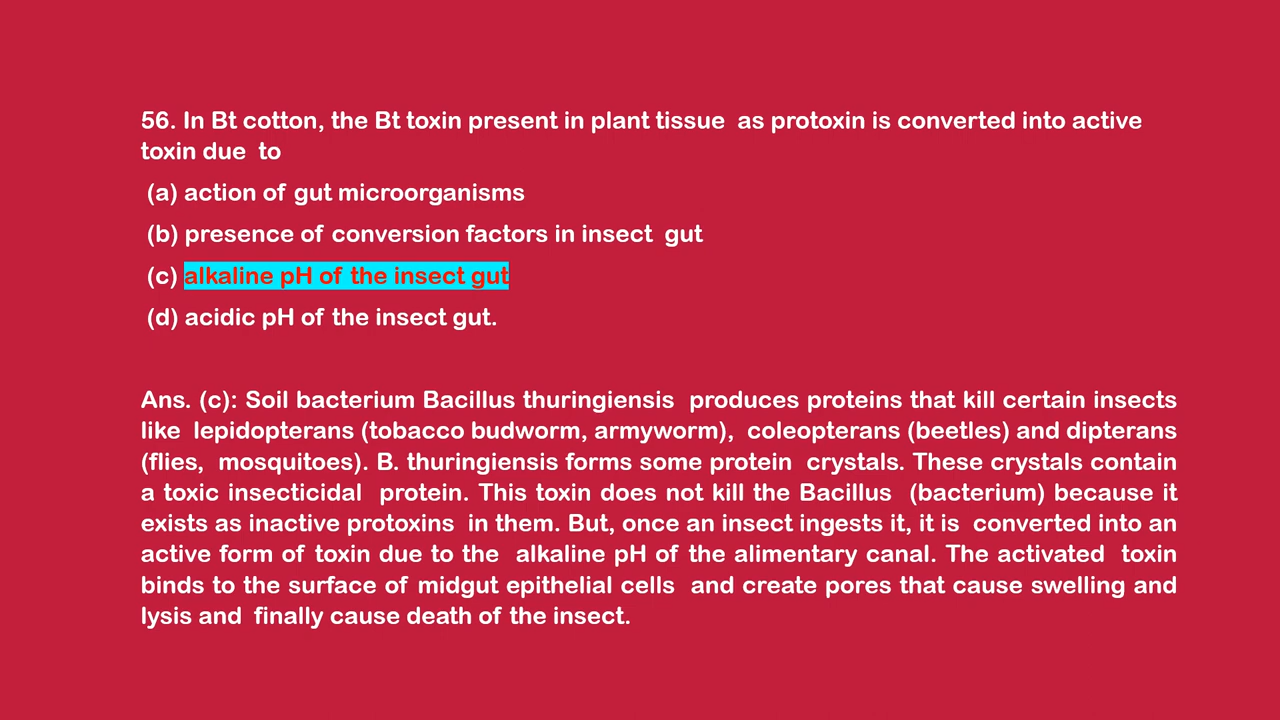 56. In Bt cotton, the Bt toxin present in plant tissue as protoxin is converted into active
toxin due to
(a) action of gut microorganisms
(b) presence of conversion factors in insect gut
(c) alkaline pH of the insect gut
(d) acidic pH of the insect gut.
Ans. (c): Soil bacterium Bacillus thuringiensis produces proteins that kill certain insects
like lepidopterans (tobacco budworm, armyworm), coleopterans (beetles) and dipterans
(flies, mosquitoes). B. thuringiensis forms some protein crystals. These crystals contain
a toxic insecticidal protein. This toxin does not kill the Bacillus (bacterium) because it
exists as inactive protoxins in them. But, once an insect ingests it, it is converted into an
active form of toxin due to the alkaline pH of the alimentary canal. The activated toxin
binds to the surface of midgut epithelial cells and create pores that cause swelling and
lysis and finally cause death of the insect.